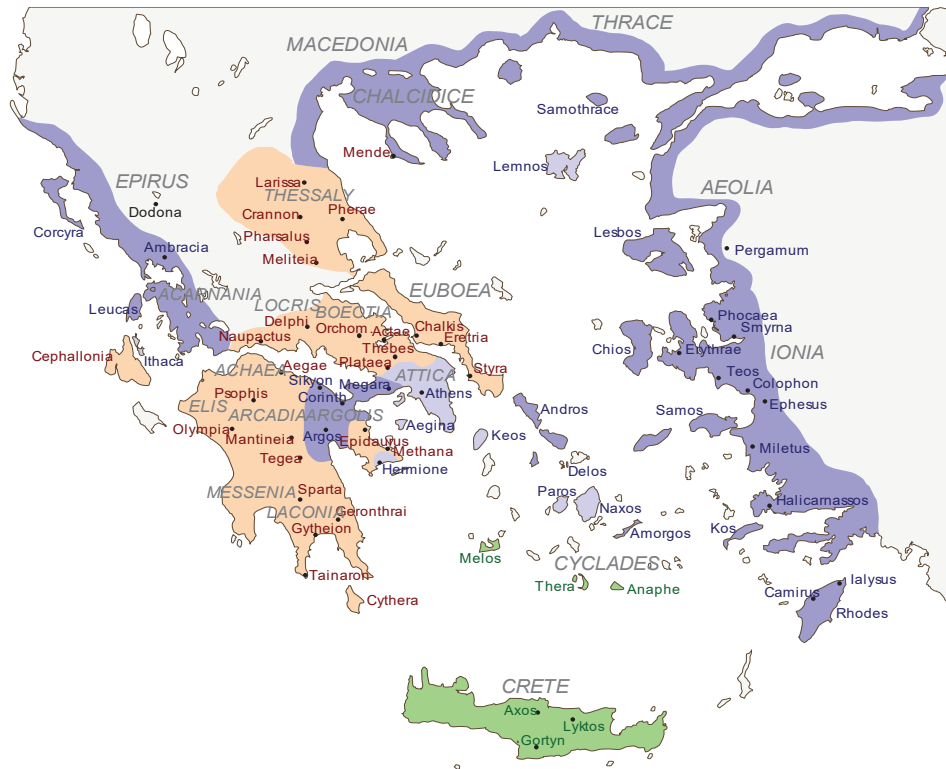 THRACE
MACEDONIA
CHALCIDICE
Samothrace
Mende
Lemnos
EPIRUS
Larissa
THESSALY
AEOLIA
Dodona
Crannon
Pherae
Corcyra
Lesbos
Ambracia
Pharsalus
Pergamum
Meliteia
ACARNANIA
EUBOEA
Leucas
LOCRIS
BOEOTIA
Delphi
Orchom
Actae
Chalkis
Phocaea
Naupactus
Eretria
Smyrna
Thebes
Chios
Erythrae
IONIA
Cephallonia
Ithaca
ACHAEA
Aegae
Plataea
Styra
Sikyon
Megara
ATTICA
Teos
Psophis
Corinth
Athens
Colophon
ELIS
ARCADIA
ARGOLIS
Andros
Ephesus
Olympia
Mantineia
Argos
Epidaurus
Aegina
Keos
Samos
Tegea
Methana
Miletus
Hermione
Delos
MESSENIA
Sparta
Paros
Naxos
Halicarnassos
LACONIA
Geronthrai
Gytheion
Amorgos
Kos
Melos
CYCLADES
Tainaron
Thera
Anaphe
Ialysus
Cythera
Camirus
Rhodes
CRETE
Axos
Lyktos
Gortyn